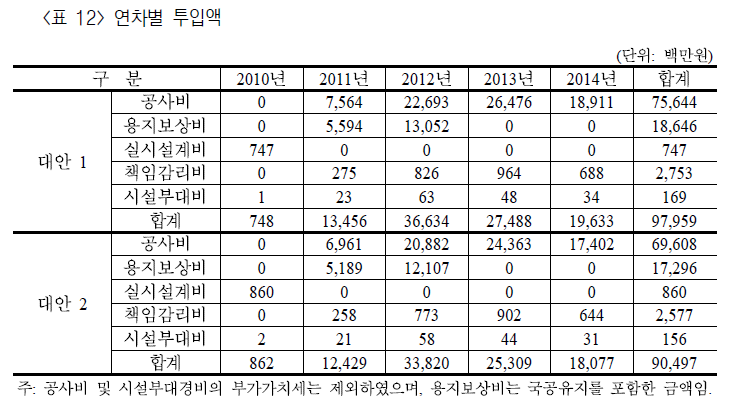 <표 12> 연차별 투입액
(단위: 백만원)
구 분 2010년 2011년 2012년 2013년 2014년 합계
대안 1 공사비 0 7,564 22,693 26,476 18,911 75,644
용지보상비 0 5,594 13,052 0 0 18,646
실시설계비 747 0 0 0 0 747
책임감리비 0 275 826 964 688 2,753
시설부대비 1 23 63 48 34 169
합계 748 13,456 36,634 27,488 19,633 97,959
대안 2 공사비 0 6,961 20,882 24,363 17,402 69,608
용지보상비 0 5,189 12,107 0 0 17,296
실시설계비 860 0 0 0 0 860
책임감리비 0 258 773 902 644 2,577
시설부대비 2 21 58 44 31 156
합계 862 12,429 33,820 25,309 18,077 90,497
주: 공사비 및 시설부대경비의 부가가치세는 제외하였으며, 용지보상비는 국공유지를 포함한 금액임.